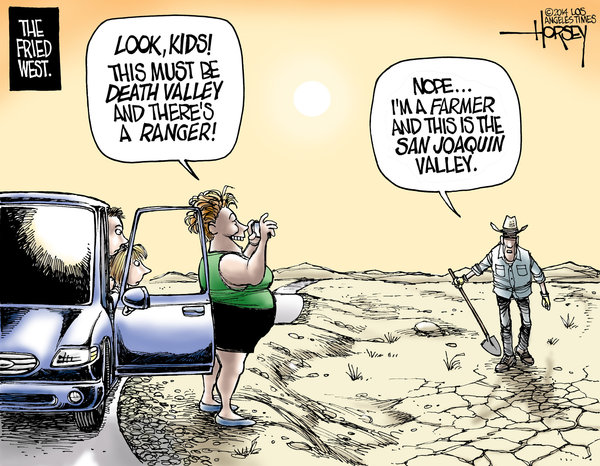 THE
FRIED
WEST.
LOOK, KIDS!
THIS MUST BE
DEATH VALLEY
AND THERE'S
A RANGER!
©2014 LOS
ANGELES TIMES
HORSEY
NOPE...
I'M A FARMER
AND THIS IS THE
SAN JOAQUIN
VALLEY.